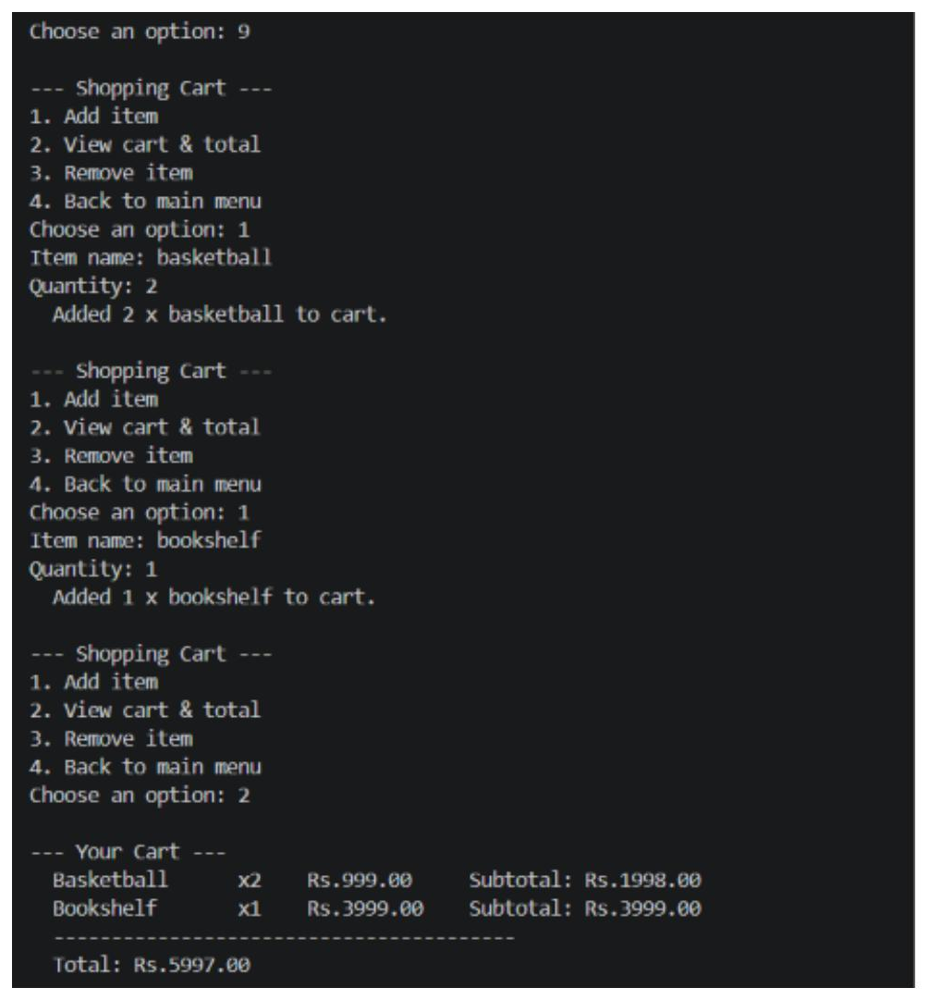 Choose an option: 9
--- Shopping Cart ---
1. Add item
2. View cart & total
3. Remove item
4. Back to main menu
Choose an option: 1
Item name: basketball
Quantity: 2
  Added 2 x basketball to cart.
--- Shopping Cart ---
1. Add item
2. View cart & total
3. Remove item
4. Back to main menu
Choose an option: 1
Item name: bookshelf
Quantity: 1
  Added 1 x bookshelf to cart.
--- Shopping Cart ---
1. Add item
2. View cart & total
3. Remove item
4. Back to main menu
Choose an option: 2
--- Your Cart ---
  Basketball      x2    Rs.999.00     Subtotal: Rs.1998.00
  Bookshelf       x1    Rs.3999.00    Subtotal: Rs.3999.00
  ----------------------------------------
  Total: Rs.5997.00